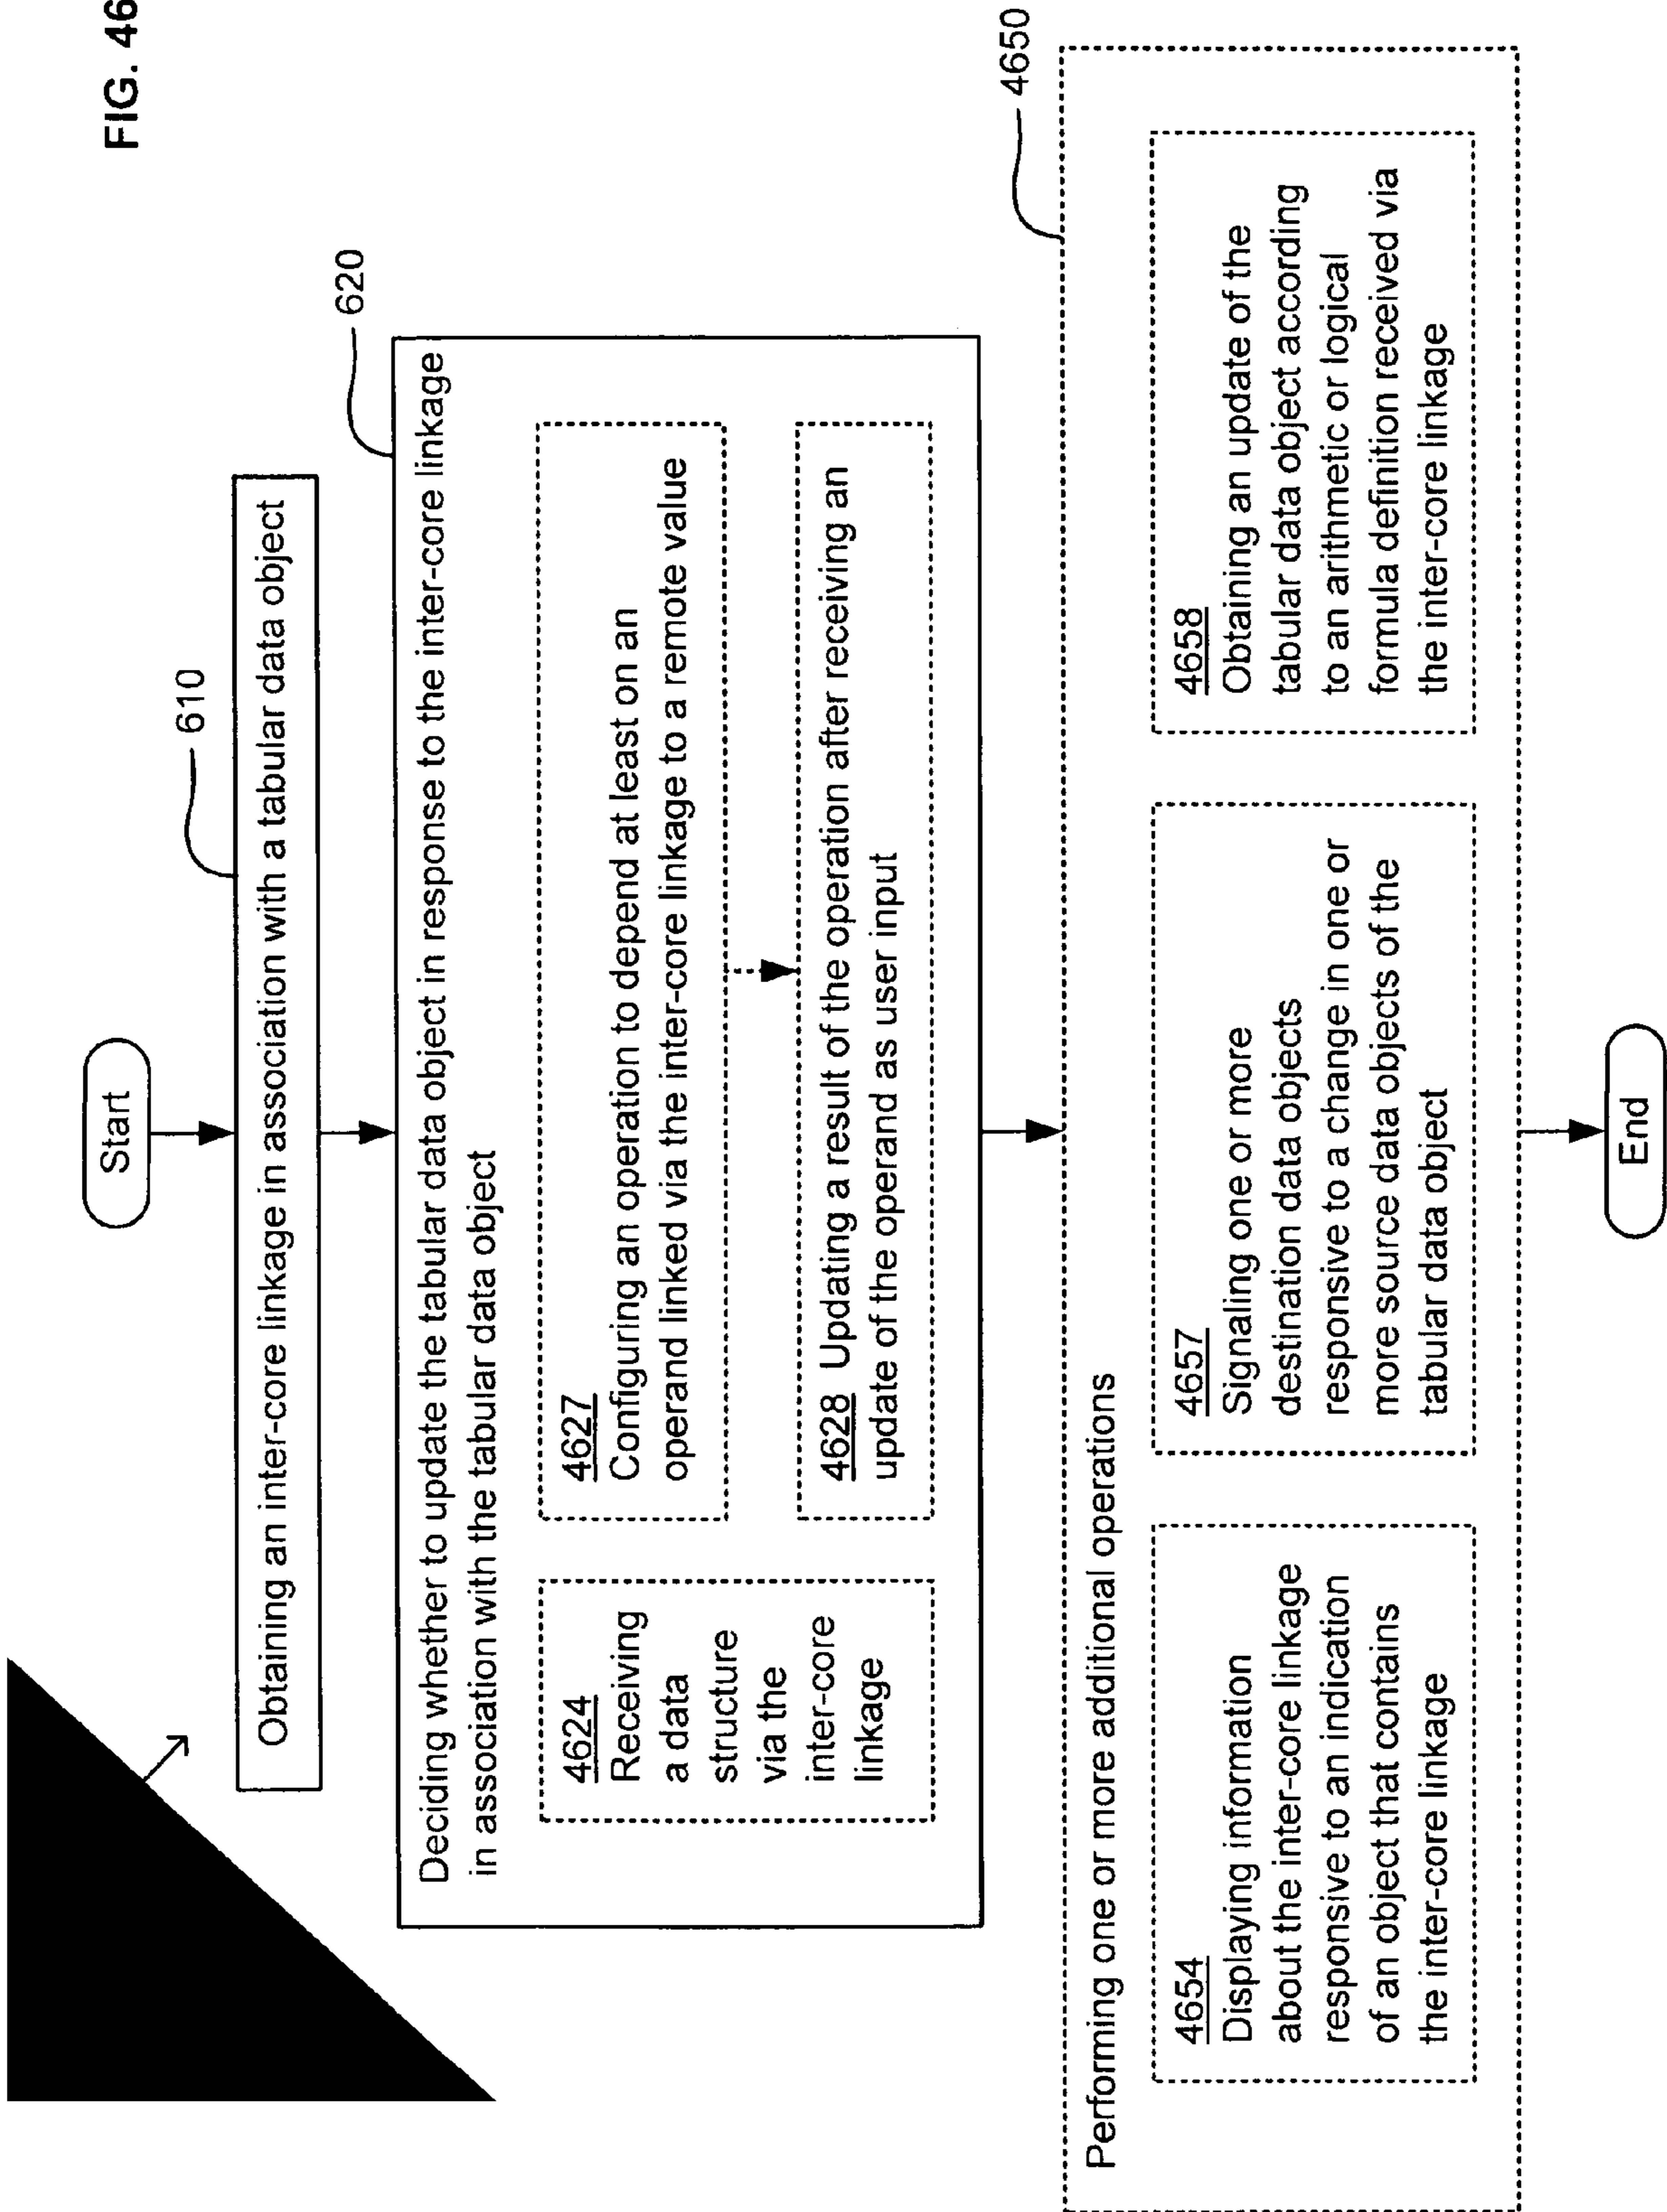 FIG. 46
Start
610
Obtaining an inter-core linkage in association with a tabular data object
620
Deciding whether to update the tabular data object in response to the inter-core linkage
in association with the tabular data object
4624
Receiving
a data
structure
via the
inter-core
linkage
4627
Configuring an operation to depend at least on an
operand linked via the inter-core linkage to a remote value
4628 Updating a result of the operation after receiving an
update of the operand as user input
4650
Performing one or more additional operations
4654
Displaying information
about the inter-core linkage
responsive to an indication
of an object that contains
the inter-core linkage
4657
Signaling one or more
destination data objects
responsive to a change in one or
more source data objects of the
tabular data object
4658
Obtaining an update of the
tabular data object according
to an arithmetic or logical
formula definition received via
the inter-core linkage
End